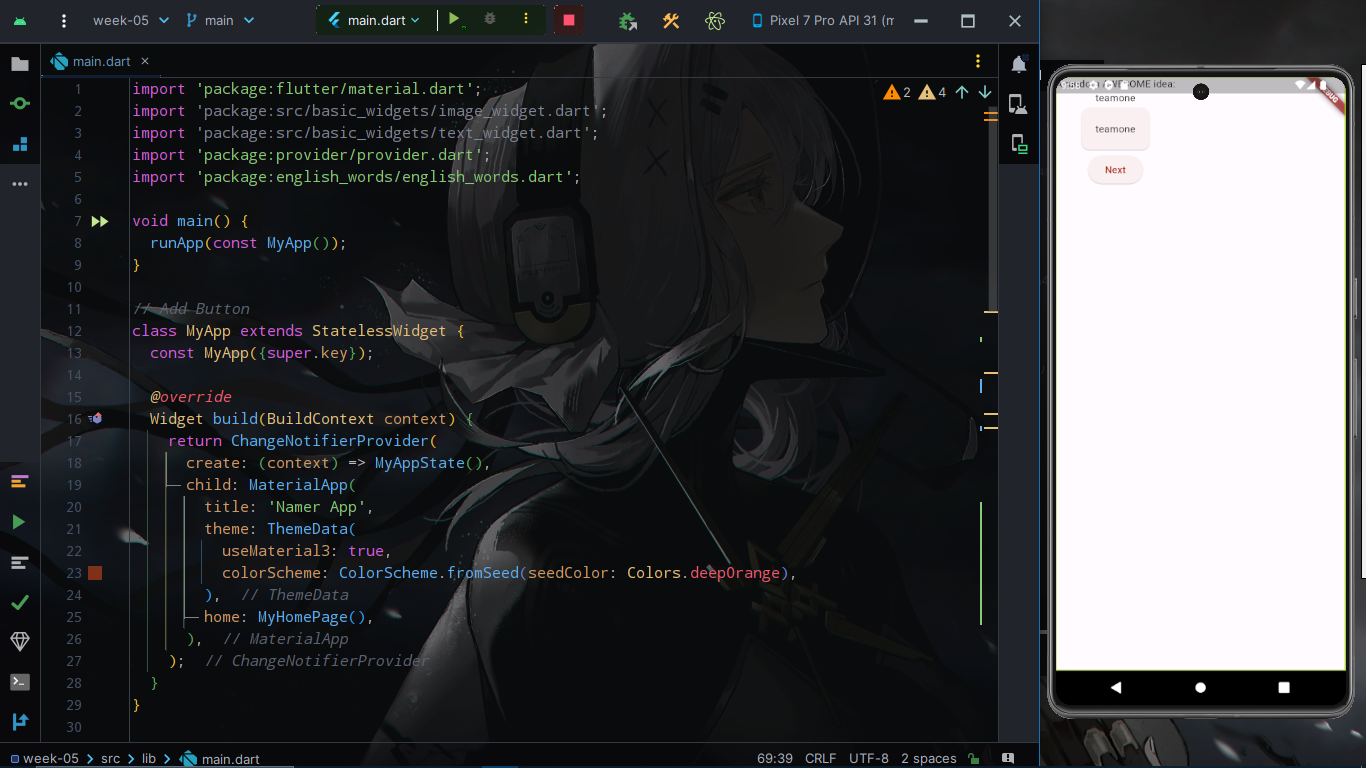 week-05 main main.dart Pixel 7 Pro API 31 (m
main.dart
2 4
1 import 'package:flutter/material.dart';
2 import 'package:src/basic_widgets/image_widget.dart';
3 import 'package:src/basic_widgets/text_widget.dart';
4 import 'package:provider/provider.dart';
5 import 'package:english_words/english_words.dart';
6
7 void main() {
8 runApp(const MyApp());
9 }
10
11 // Add Button
12 class MyApp extends StatelessWidget {
13 const MyApp({super.key});
14
15 @override
16 Widget build(BuildContext context) {
17 return ChangeNotifierProvider(
18 create: (context) => MyAppState(),
19 child: MaterialApp(
20 title: 'Namer App',
21 theme: ThemeData(
22 useMaterial3: true,
23 colorScheme: ColorScheme.fromSeed(seedColor: Colors.deepOrange),
24 ), // ThemeData
25 home: MyHomePage(),
26 ), // MaterialApp
27 ); // ChangeNotifierProvider
28 }
29 }
30
week-05 src lib main.dart 69:39 CRLF UTF-8 2 spaces
idea:
teamone
teamone
Next